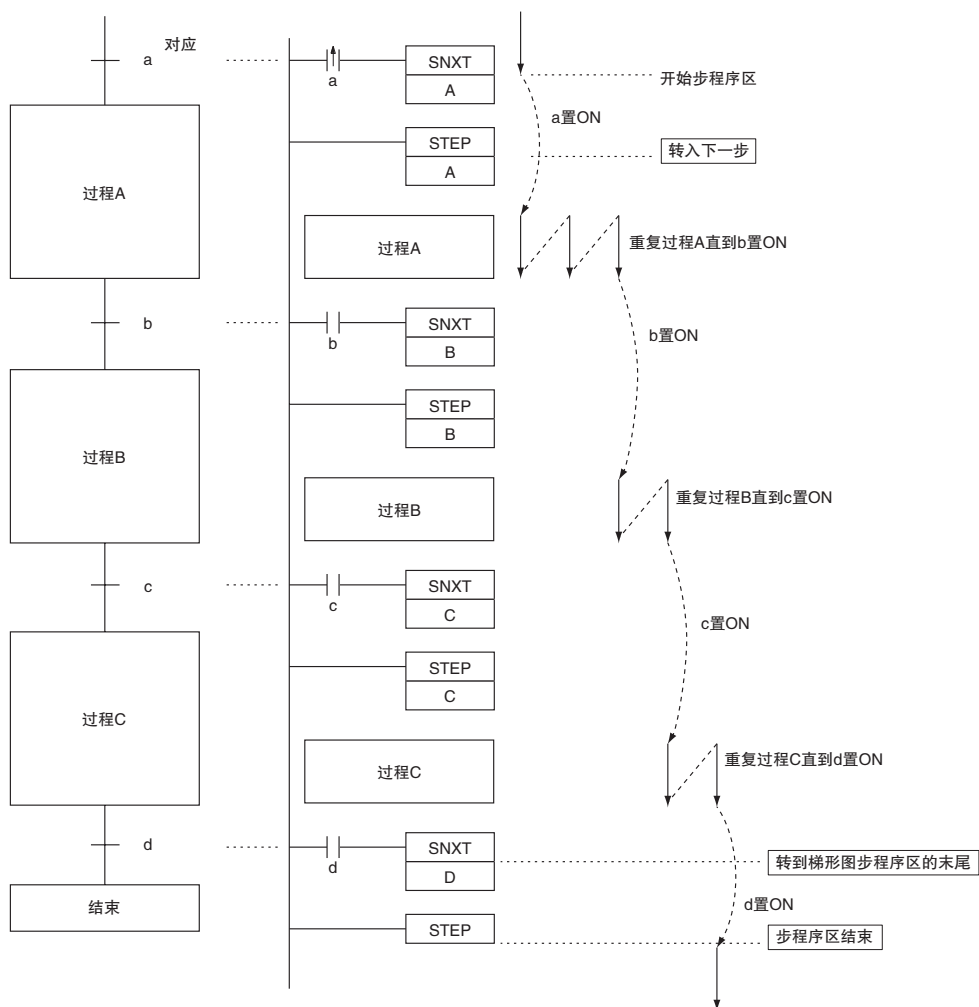 对应
a
a
SNXT
A
开始步程序区
a置ON
STEP
A
转入下一步
过程A
过程A
重复过程A直到b置ON
b
b
SNXT
B
b置ON
STEP
B
过程B
过程B
重复过程B直到c置ON
c
c
SNXT
C
c置ON
STEP
C
过程C
过程C
重复过程C直到d置ON
d
d
SNXT
D
转到梯形图步程序区的末尾
d置ON
结束
STEP
步程序区结束